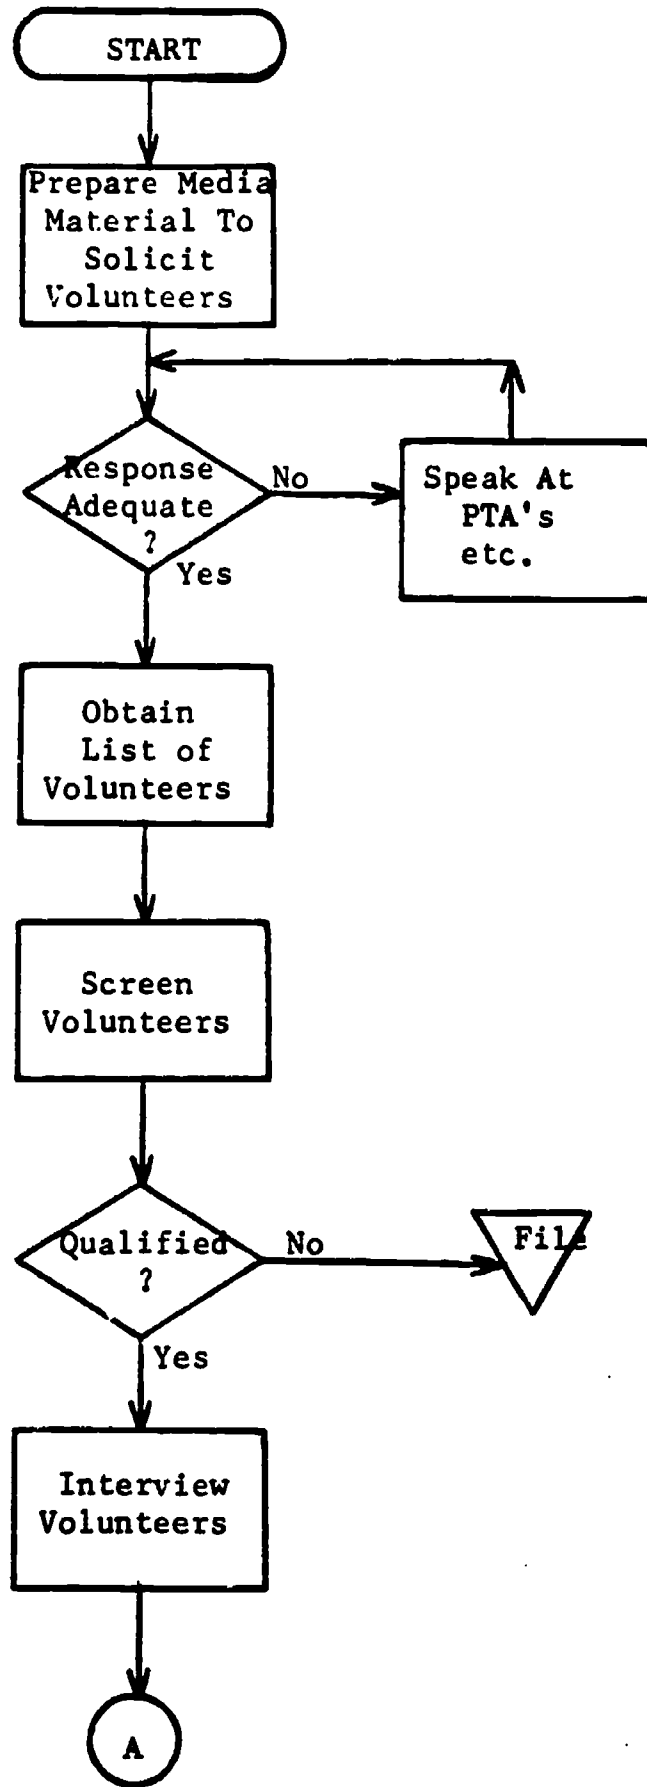 START
Prepare Media
Material To
Solicit
Volunteers
Response
Adequate
?
No
Speak At
PTA's
etc.
Yes
Obtain
List of
Volunteers
Screen
Volunteers
Qualified
?
No
File
Yes
Interview
Volunteers
A